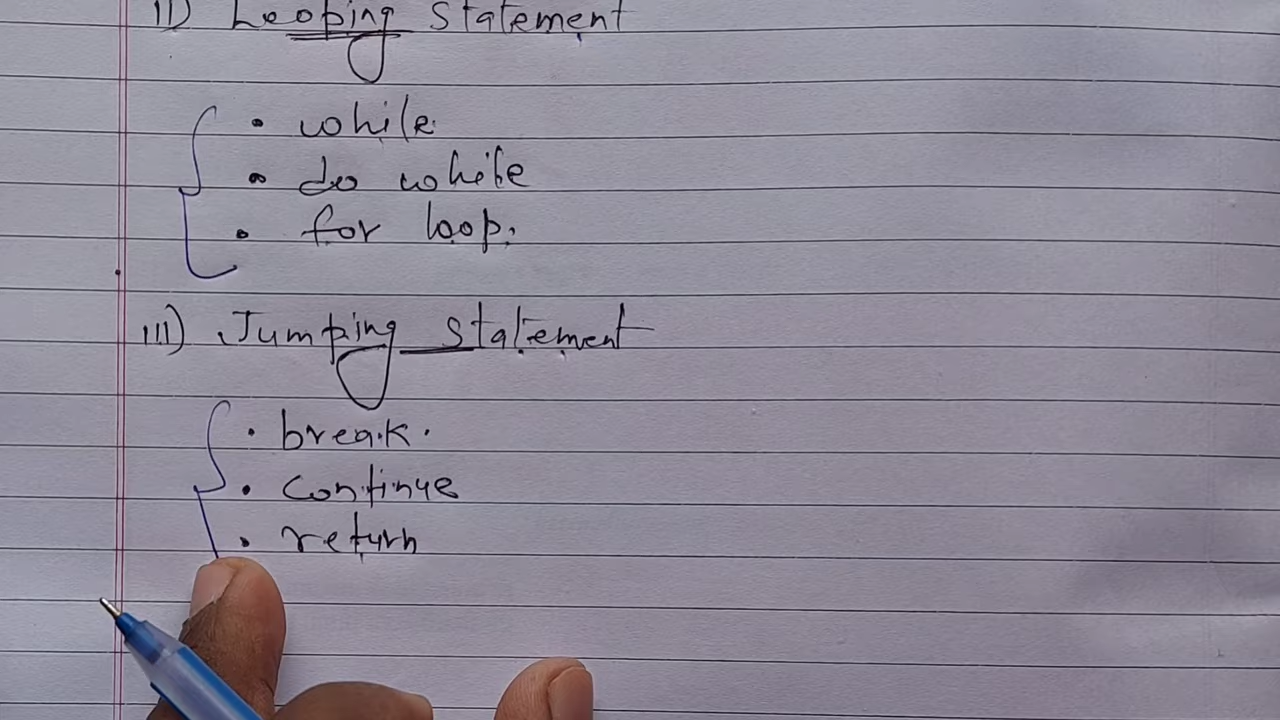 II) Looping Statement
• while
• do while
• for loop.
III) Jumping Statement
• break.
• continue
• return